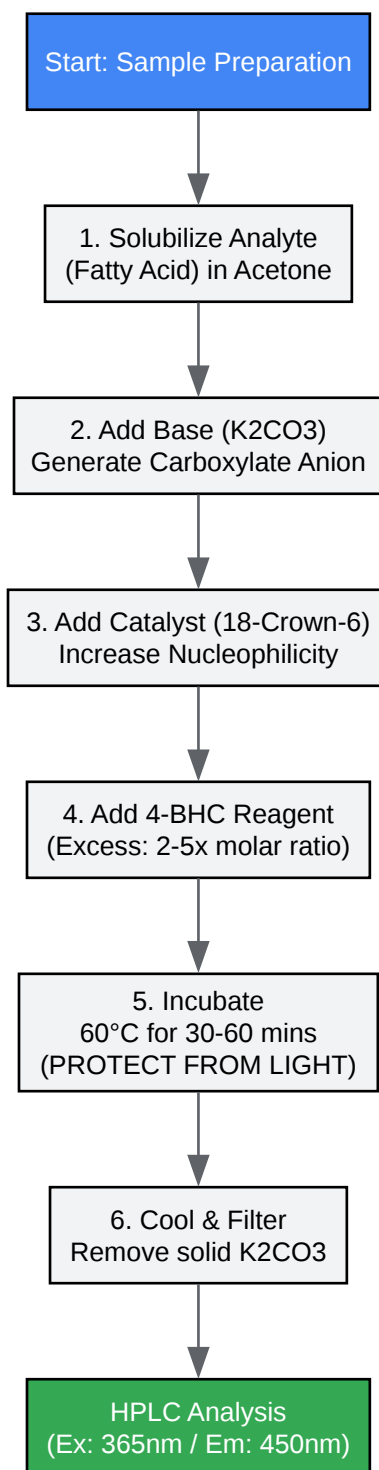 Start: Sample Preparation
1. Solubilize Analyte
(Fatty Acid) in Acetone
2. Add Base (K2CO3)
Generate Carboxylate Anion
3. Add Catalyst (18-Crown-6)
Increase Nucleophilicity
4. Add 4-BHC Reagent
(Excess: 2-5x molar ratio)
5. Incubate
60°C for 30-60 mins
(PROTECT FROM LIGHT)
6. Cool & Filter
Remove solid K2CO3
HPLC Analysis
(Ex: 365nm / Em: 450nm)